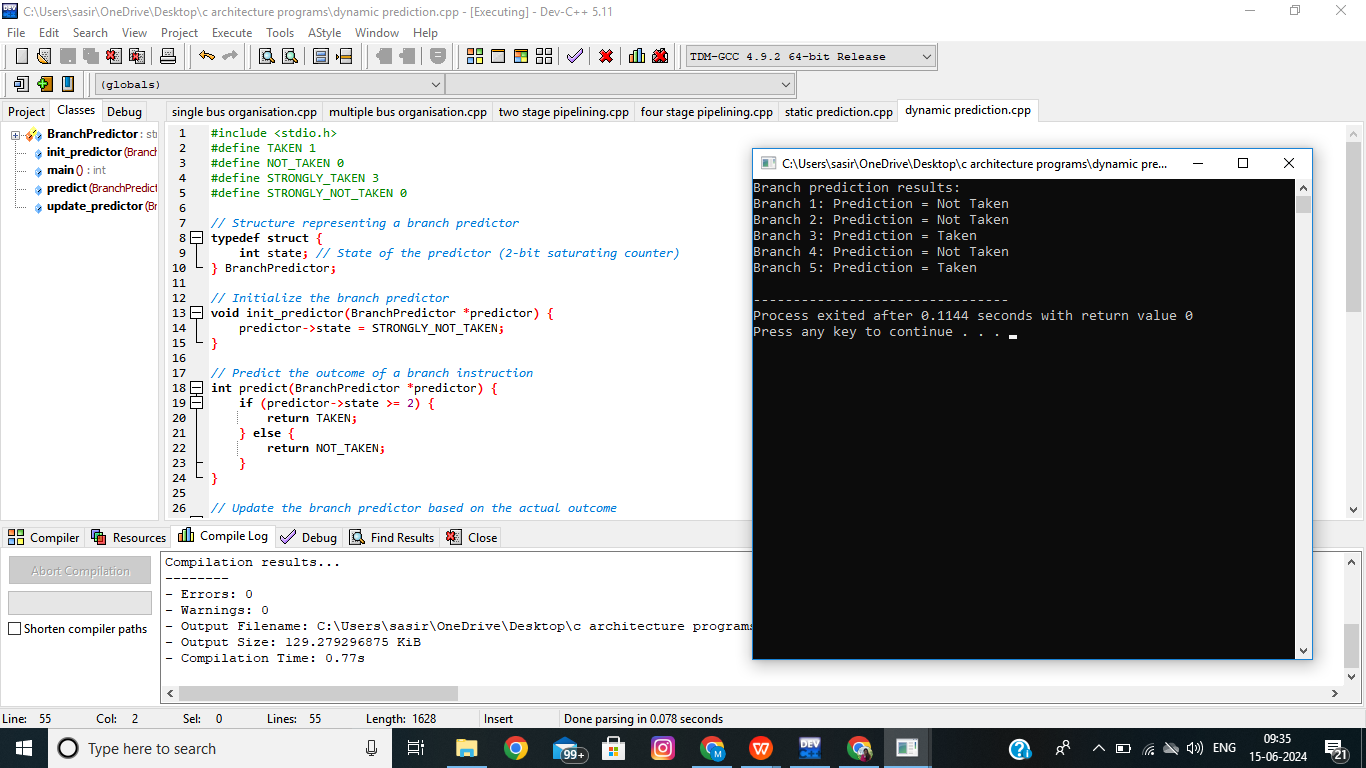 C:\Users\sasir\OneDrive\Desktop\c architecture programs\dynamic prediction.cpp - [Executing] - Dev-C++ 5.11
File Edit Search View Project Execute Tools AStyle Window Help
TDM-GCC 4.9.2 64-bit Release
(globals)
Project Classes Debug
single bus organisation.cpp multiple bus organisation.cpp two stage pipelining.cpp four stage pipelining.cpp static prediction.cpp dynamic prediction.cpp
BranchPredictor : str
init_predictor (Branch
main () : int
predict (BranchPredict
update_predictor (Br
1 #include <stdio.h>
2 #define TAKEN 1
3 #define NOT_TAKEN 0
4 #define STRONGLY_TAKEN 3
5 #define STRONGLY_NOT_TAKEN 0
6
7 // Structure representing a branch predictor
8 typedef struct {
9 int state; // State of the predictor (2-bit saturating counter)
10 } BranchPredictor;
11
12 // Initialize the branch predictor
13 void init_predictor(BranchPredictor *predictor) {
14 predictor->state = STRONGLY_NOT_TAKEN;
15 }
16
17 // Predict the outcome of a branch instruction
18 int predict(BranchPredictor *predictor) {
19 if (predictor->state >= 2) {
20 return TAKEN;
21 } else {
22 return NOT_TAKEN;
23 }
24 }
25
26 // Update the branch predictor based on the actual outcome
C:\Users\sasir\OneDrive\Desktop\c architecture programs\dynamic pre...
Branch prediction results:
Branch 1: Prediction = Not Taken
Branch 2: Prediction = Not Taken
Branch 3: Prediction = Taken
Branch 4: Prediction = Not Taken
Branch 5: Prediction = Taken
--------------------------------
Process exited after 0.1144 seconds with return value 0
Press any key to continue . . .
Compiler Resources Compile Log Debug Find Results Close
Abort Compilation
Shorten compiler paths
Compilation results...
--------
- Errors: 0
- Warnings: 0
- Output Filename: C:\Users\sasir\OneDrive\Desktop\c architecture programs
- Output Size: 129.279296875 KiB
- Compilation Time: 0.77s
Line: 55 Col: 2 Sel: 0 Lines: 55 Length: 1628 Insert Done parsing in 0.078 seconds
Type here to search
99+
M
W
DEV
ENG
09:35
15-06-2024
21